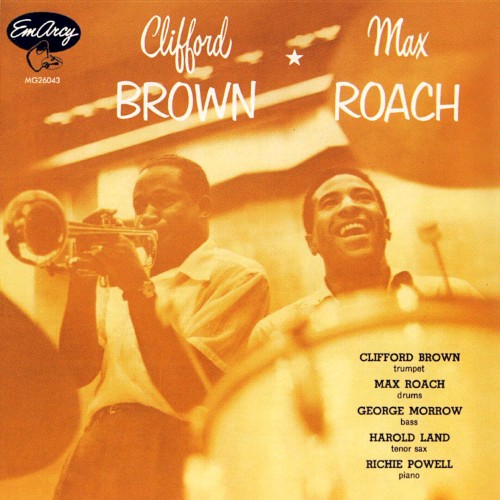 EmArcy
MG26043
Clifford
BROWN
★
Max
ROACH
CLIFFORD BROWN
trumpet
MAX ROACH
drums
GEORGE MORROW
bass
HAROLD LAND
tenor sax
RICHIE POWELL
piano